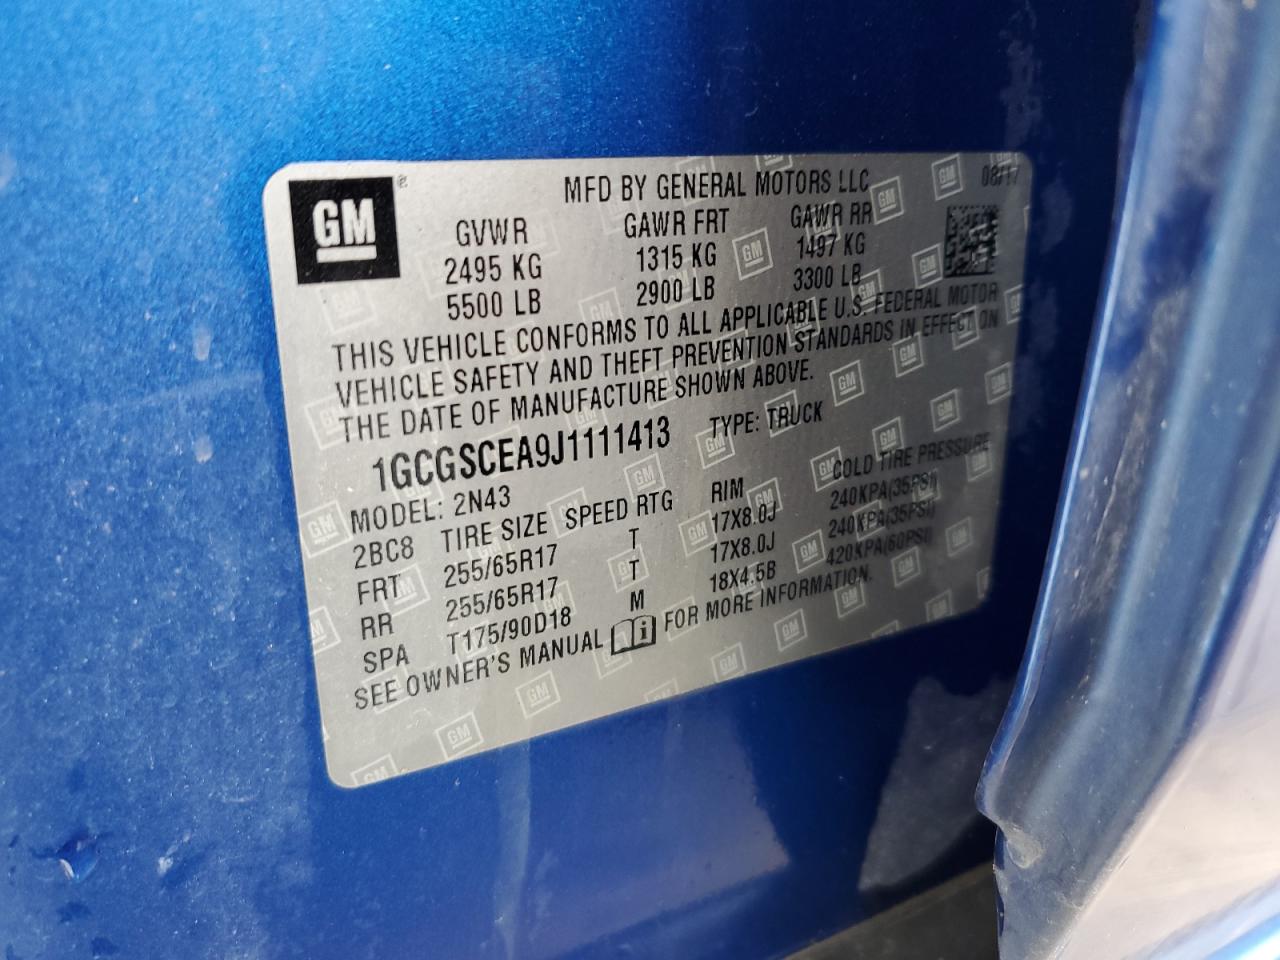 GM
MFD BY GENERAL MOTORS LLC 08/17
GVWR GAWR FRT GAWR RR
2495 KG 1315 KG 1497 KG
5500 LB 2900 LB 3300 LB
THIS VEHICLE CONFORMS TO ALL APPLICABLE U.S. FEDERAL MOTOR
VEHICLE SAFETY AND THEFT PREVENTION STANDARDS IN EFFECT ON
THE DATE OF MANUFACTURE SHOWN ABOVE.
1GCGSCEA9J1111413 TYPE: TRUCK
MODEL: 2N43
2BC8 TIRE SIZE SPEED RTG RIM COLD TIRE PRESSURE
FRT 255/65R17 T 17X8.0J 240KPA(35PSI)
RR 255/65R17 T 17X8.0J 240KPA(35PSI)
SPA T175/90D18 M 18X4.5B 420KPA(60PSI)
SEE OWNER'S MANUAL FOR MORE INFORMATION.